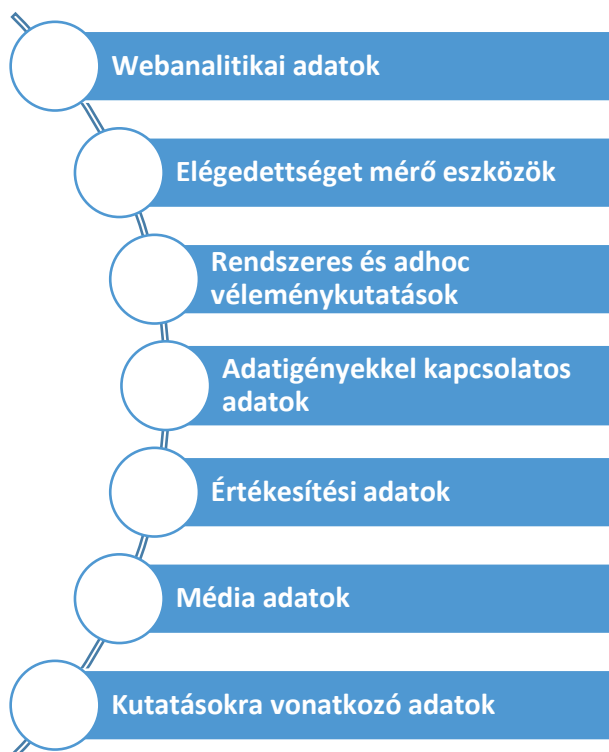 Webanalitikai adatok
Elégedettséget mérő eszközök
Rendszeres és adhoc
véleménykutatások
Adatigényekkel kapcsolatos
adatok
Értékesítési adatok
Média adatok
Kutatásokra vonatkozó adatok